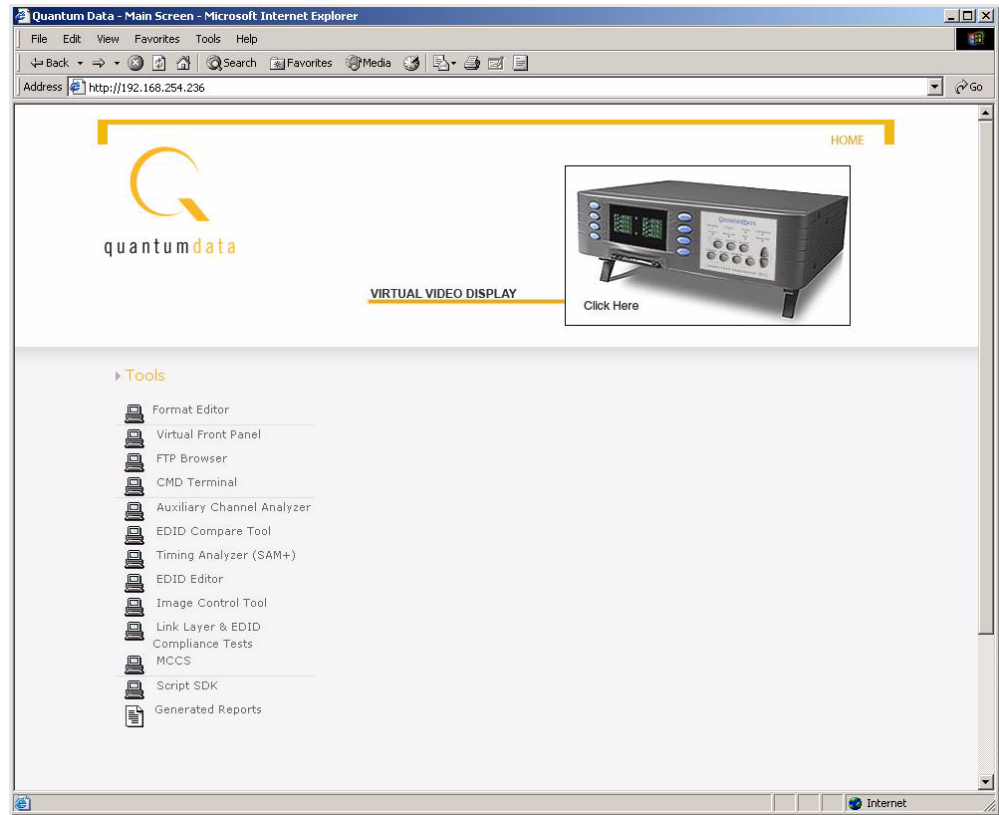 Quantum Data - Main Screen - Microsoft Internet Explorer
File Edit View Favorites Tools Help
Back Search Favorites Media
Address http://192.168.254.236 Go
HOME
quantumdata
VIRTUAL VIDEO DISPLAY
Click Here
Tools
Format Editor
Virtual Front Panel
FTP Browser
CMD Terminal
Auxiliary Channel Analyzer
EDID Compare Tool
Timing Analyzer (SAM+)
EDID Editor
Image Control Tool
Link Layer & EDID
Compliance Tests
MCCS
Script SDK
Generated Reports
Internet